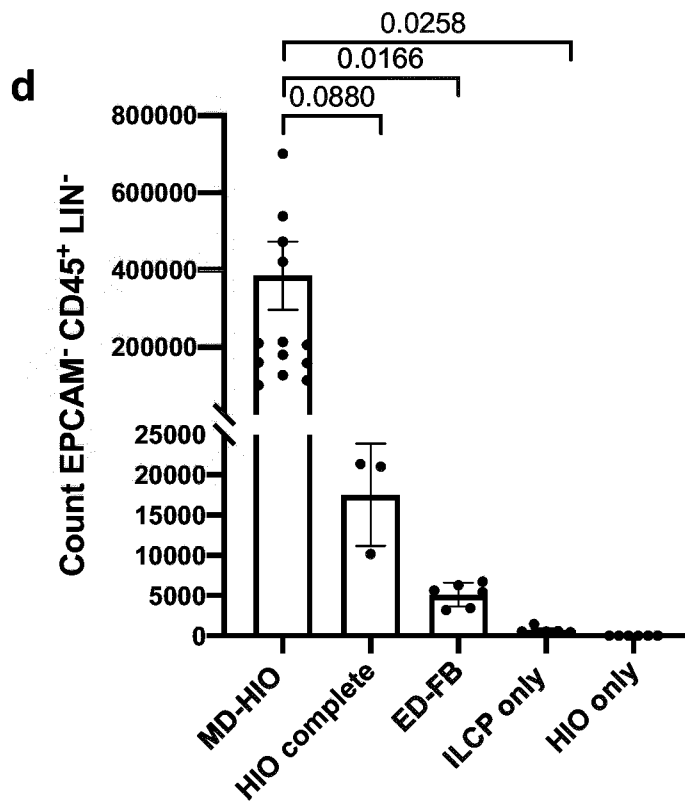 0.0258
0.0166
0.0880
d
800000
600000
400000
200000
25000
20000
15000
10000
5000
0
Count EPCAM⁻ CD45⁺ LIN⁻
MD-HIO
HIO complete
ED-FB
ILCP only
HIO only